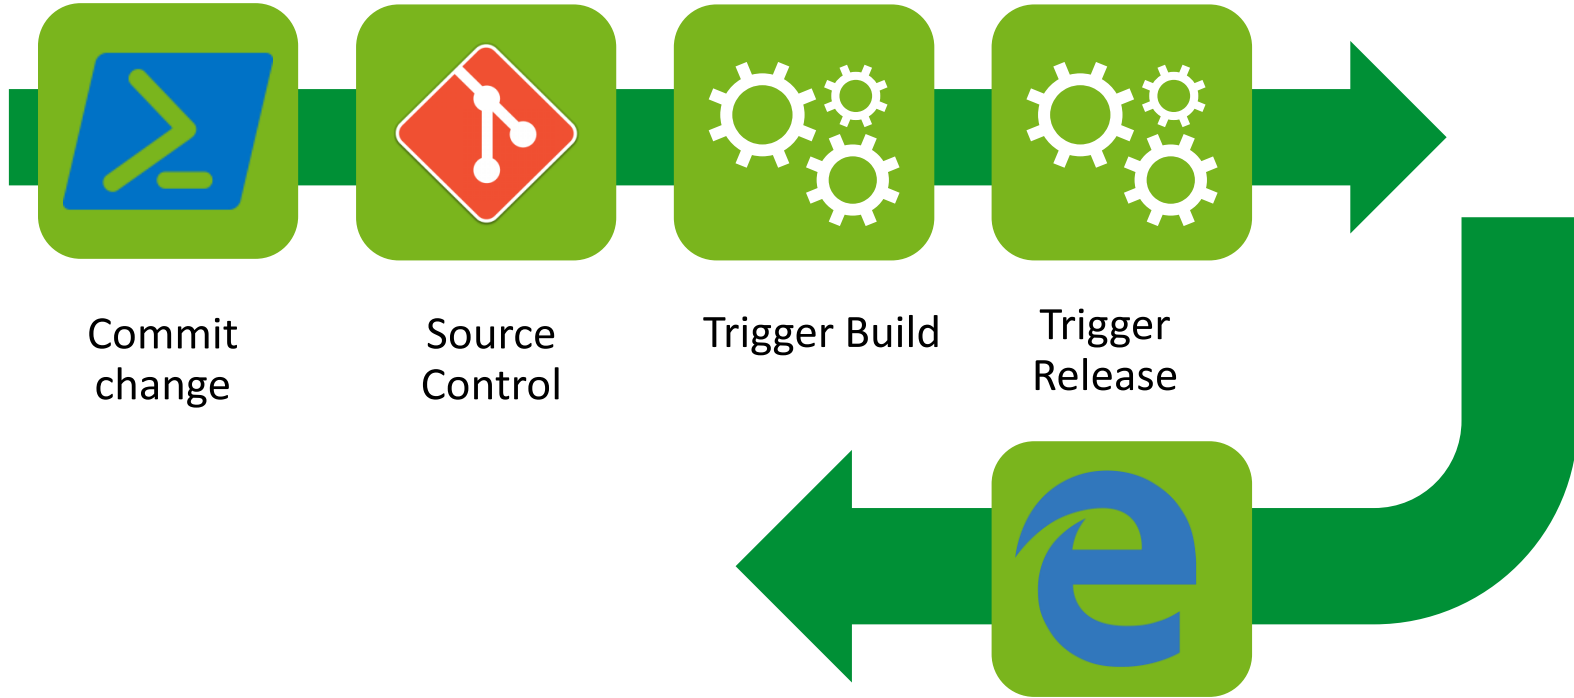 Commit
change
Source
Control
Trigger Build
Trigger
Release